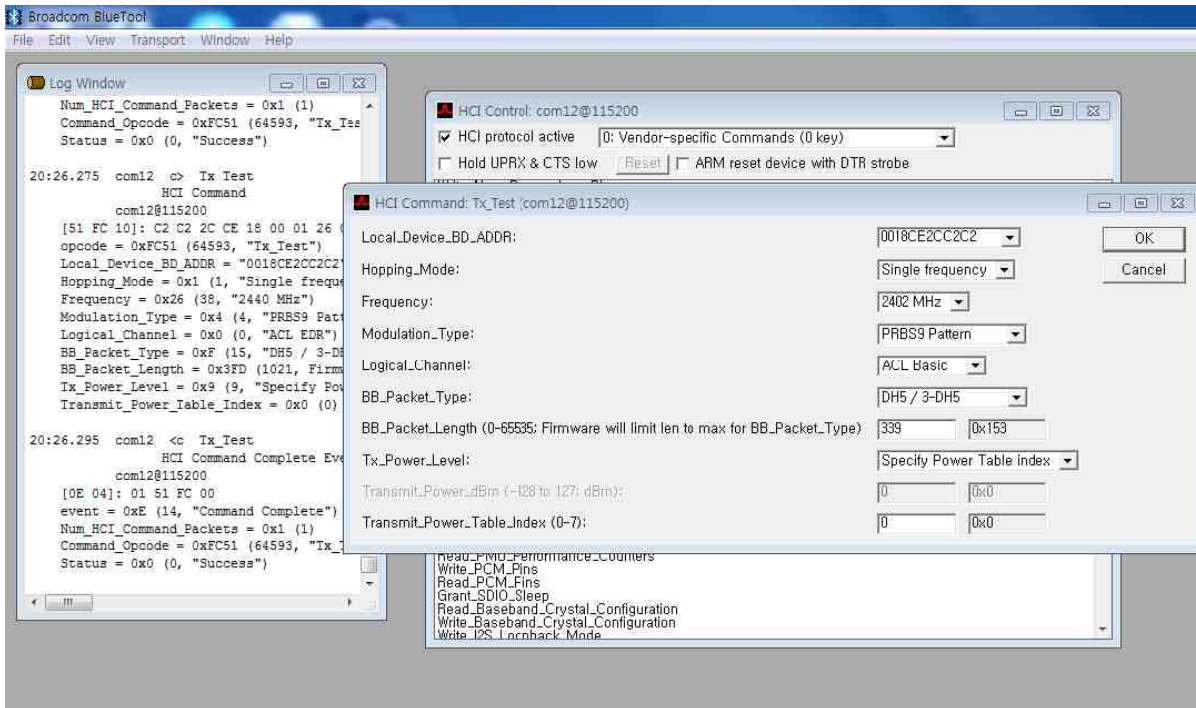 Broadcom BlueTool
File Edit View Transport Window Help
Log Window
Num_HCI_Command_Packets = 0x1 (1)
Command_Opcode = 0xFC51 (64593, "Tx_Tes
Status = 0x0 (0, "Success")
20:26.275 com12 c> Tx Test
HCI Command
com12@115200
[51 FC 10]: C2 C2 2C CE 18 00 01 26
opcode = 0xFC51 (64593, "Tx_Test")
Local_Device_BD_ADDR = "0018CE2CC2C2"
Hopping_Mode = 0x1 (1, "Single freque
Frequency = 0x26 (38, "2440 MHz")
Modulation_Type = 0x4 (4, "PRBS9 Patt
Logical_Channel = 0x0 (0, "ACL EDR")
BB_Packet_Type = 0xF (15, "DH5 / 3-DH
BB_Packet_Length = 0x3FD (1021, Firmw
Tx_Power_Level = 0x9 (9, "Specify Pow
Transmit_Power_Table_Index = 0x0 (0)
20:26.295 com12 <c Tx_Test
HCI Command Complete Eve
com12@115200
[0E 04]: 01 51 FC 00
event = 0xE (14, "Command Complete")
Num_HCI_Command_Packets = 0x1 (1)
Command_Opcode = 0xFC51 (64593, "Tx_T
Status = 0x0 (0, "Success")
HCI Control: com12@115200
HCI protocol active 0: Vendor-specific Commands (0 key)
Hold UPRX & CTS low Reset ARM reset device with DTR strobe
HCI Command: Tx_Test (com12@115200)
Local_Device_BD_ADDR: 0018CE2CC2C2 OK
Hopping_Mode: Single frequency Cancel
Frequency: 2402 MHz
Modulation_Type: PRBS9 Pattern
Logical_Channel: ACL Basic
BB_Packet_Type: DH5 / 3-DH5
BB_Packet_Length (0-65535; Firmware will limit len to max for BB_Packet_Type) 339 0x153
Tx_Power_Level: Specify Power Table index
Transmit_Power_dBm (-128 to 127; dBm): 0 0x0
Transmit_Power_Table_Index (0-7): 0 0x0
Read_PMU_Performance_Counters
Write_PCM_Pins
Read_PCM_Pins
Grant_SDIO_Sleep
Read_Baseband_Crystal_Configuration
Write_Baseband_Crystal_Configuration
Write_I2S_Loopback_Mode